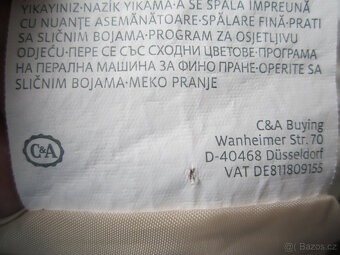 YIKAYINIZ·NAZİK YIKAMA·A SE SPĂLA ÎMPREUNĂ
CU NUANȚE ASEMĂNĂTOARE·SPĂLARE FINĂ·PRATI
SA SLIČNIM BOJAMA·PROGRAM ZA OSJETLJIVU
ODJEĆU·ПЕРЕ СЕ СЪС СХОДНИ ЦВЕТОВЕ·ПРОГРАМА
НА ПЕРАЛНА МАШИНА ЗА ФИНО ПРАНЕ·OPERITE SA
SLIČNIM BOJAMA·MEKO PRANJE
C&A
C&A Buying
Wanheimer Str. 70
D-40468 Düsseldorf
VAT DE811809155
Bazos.cz